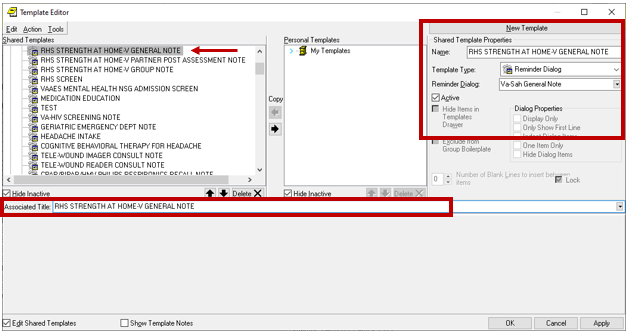 Template Editor
Edit Action Tools
New Template
Shared Templates
Personal Templates
Shared Template Properties
RHS STRENGTH AT HOME-V GENERAL NOTE
RHS STRENGTH AT HOME-V PARTNER POST ASSESSMENT NOTE
RHS STRENGTH AT HOME-V GROUP NOTE
RHS SCREEN
VAAES MENTAL HEALTH NSG ADMISSION SCREEN
MEDICATION EDUCATION
TEST
VA-HIV SCREENING NOTE
GERIATRIC EMERGENCY DEPT NOTE
HEADACHE INTAKE
COGNITIVE BEHAVIORAL THERAPY FOR HEADACHE
TELE-WOUND IMAGER CONSULT NOTE
TELE-WOUND READER CONSULT NOTE
My Templates
Copy
Name: RHS STRENGTH AT HOME-V GENERAL NOTE
Template Type: Reminder Dialog
Reminder Dialog: Va-Sah General Note
Active
Hide Items in Templates Drawer
Dialog Properties
Display Only
Only Show First Line
Indent Dialog Items
Exclude from Group Boilerplate
One Item Only
Hide Dialog Items
0 Number of Blank Lines to insert between items
Lock
Hide Inactive
Delete
Hide Inactive
Delete
Associated Title: RHS STRENGTH AT HOME-V GENERAL NOTE
Edit Shared Templates
Show Template Notes
OK
Cancel
Apply